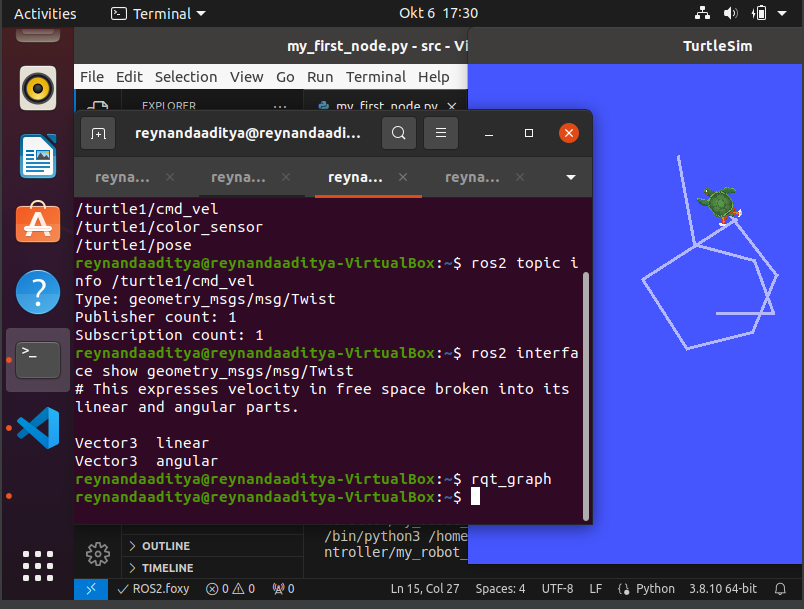 Activities
Terminal
Okt 6 17:30
my_first_node.py - src - Vi
TurtleSim
File Edit Selection View Go Run Terminal Help
EXPLORER
...
my_first_node.py
reynandaaditya@reynandaadi...
reyna...
reyna...
reyna...
reyna...
/turtle1/cmd_vel
/turtle1/color_sensor
/turtle1/pose
reynandaaditya@reynandaaditya-VirtualBox:~$ ros2 topic i
nfo /turtle1/cmd_vel
Type: geometry_msgs/msg/Twist
Publisher count: 1
Subscription count: 1
reynandaaditya@reynandaaditya-VirtualBox:~$ ros2 interfa
ce show geometry_msgs/msg/Twist
# This expresses velocity in free space broken into its
linear and angular parts.
Vector3  linear
Vector3  angular
reynandaaditya@reynandaaditya-VirtualBox:~$ rqt_graph
reynandaaditya@reynandaaditya-VirtualBox:~$
/bin/python3 /home
ntroller/my_robot_
> OUTLINE
> TIMELINE
ROS2.foxy
0
0
0
Ln 15, Col 27
Spaces: 4
UTF-8
LF
Python
3.8.10 64-bit